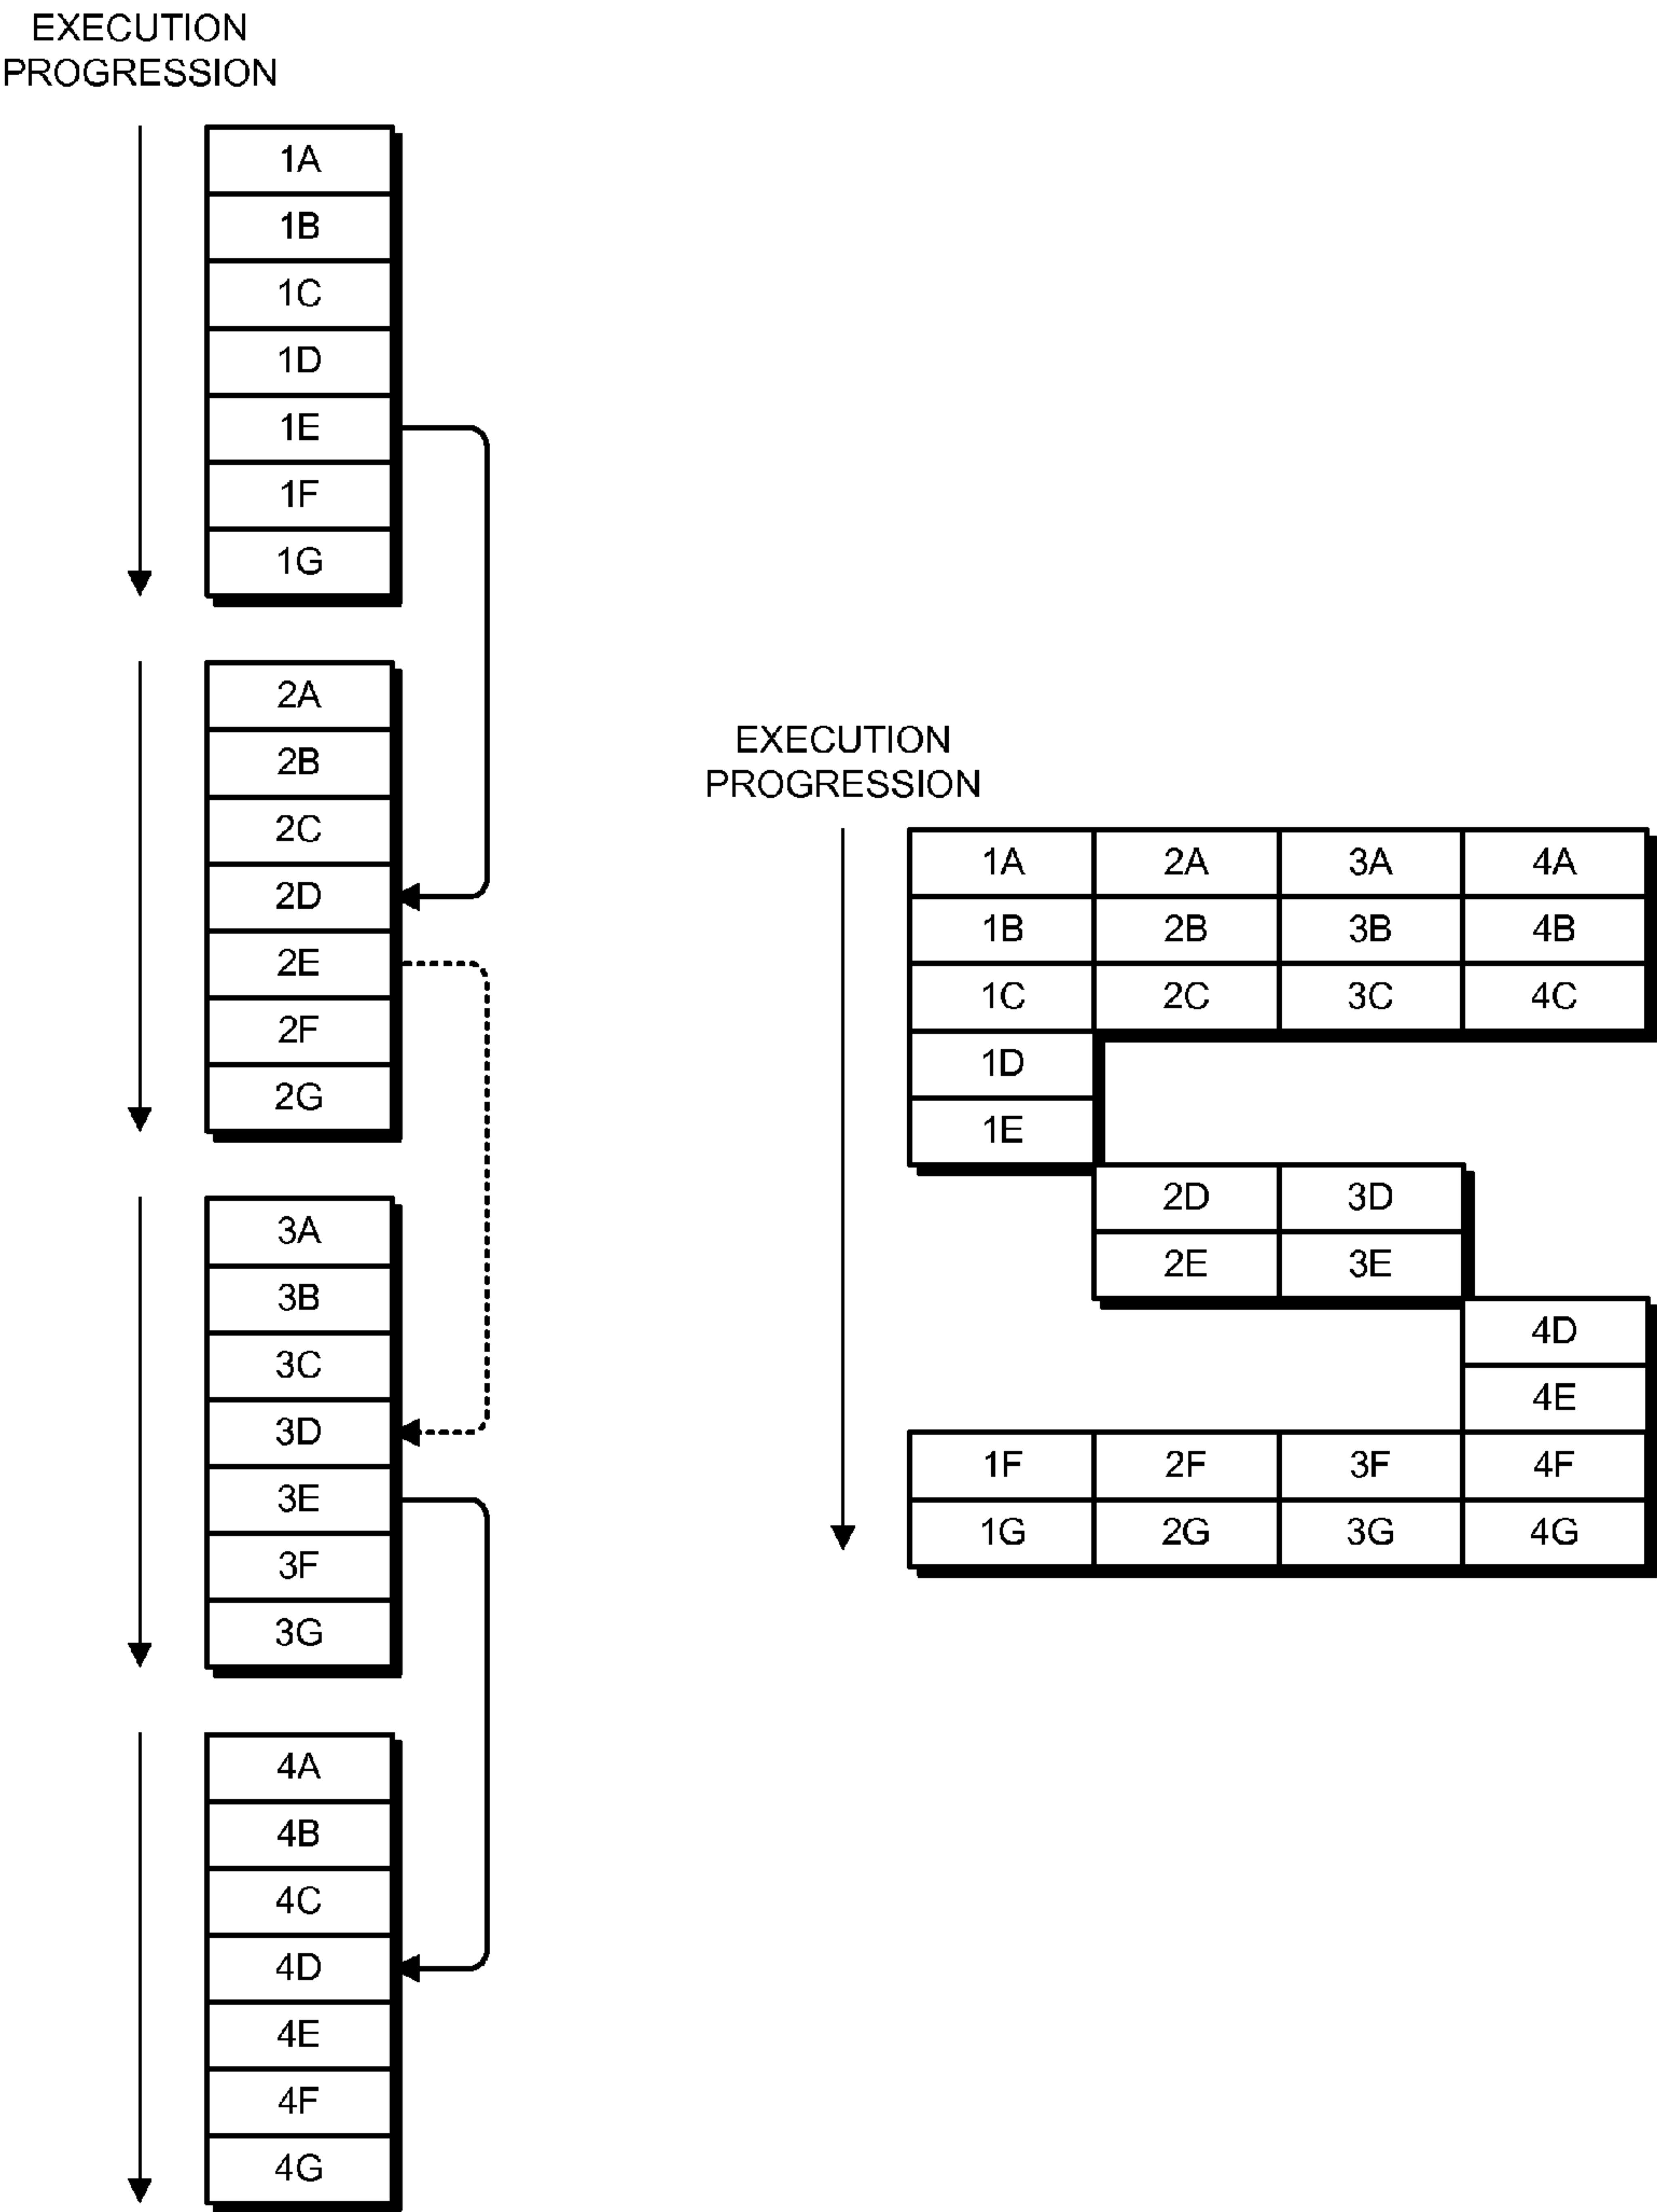 EXECUTION
PROGRESSION
1A
1B
1C
1D
1E
1F
1G
2A
2B
2C
2D
2E
2F
2G
3A
3B
3C
3D
3E
3F
3G
4A
4B
4C
4D
4E
4F
4G
EXECUTION
PROGRESSION
1A 2A 3A 4A
1B 2B 3B 4B
1C 2C 3C 4C
1D
1E
2D 3D
2E 3E
4D
4E
1F 2F 3F 4F
1G 2G 3G 4G